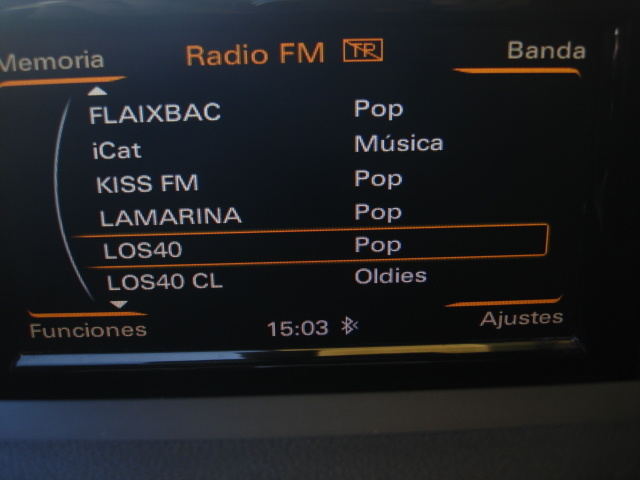 Memoria Radio FM TP Banda
FLAIXBAC Pop
iCat Música
KISS FM Pop
LAMARINA Pop
LOS40 Pop
LOS40 CL Oldies
Funciones 15:03 Ajustes